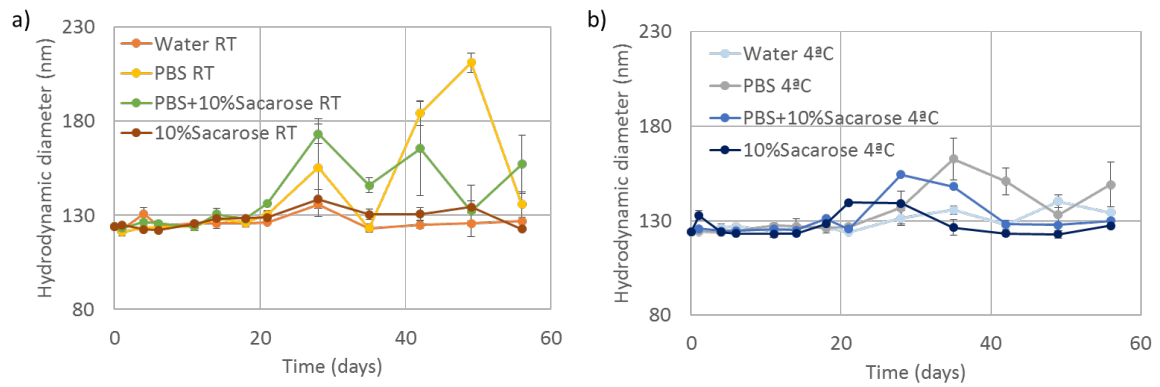 a)
Hydrodynamic diameter (nm)
230
180
130
80
Water RT
PBS RT
PBS+10%Sacarose RT
10%Sacarose RT
0
20
40
60
Time (days)
b)
Hydrodynamic diameter (nm)
230
180
130
80
Water 4ªC
PBS 4ªC
PBS+10%Sacarose 4ªC
10%Sacarose 4ªC
0
20
40
60
Time (days)